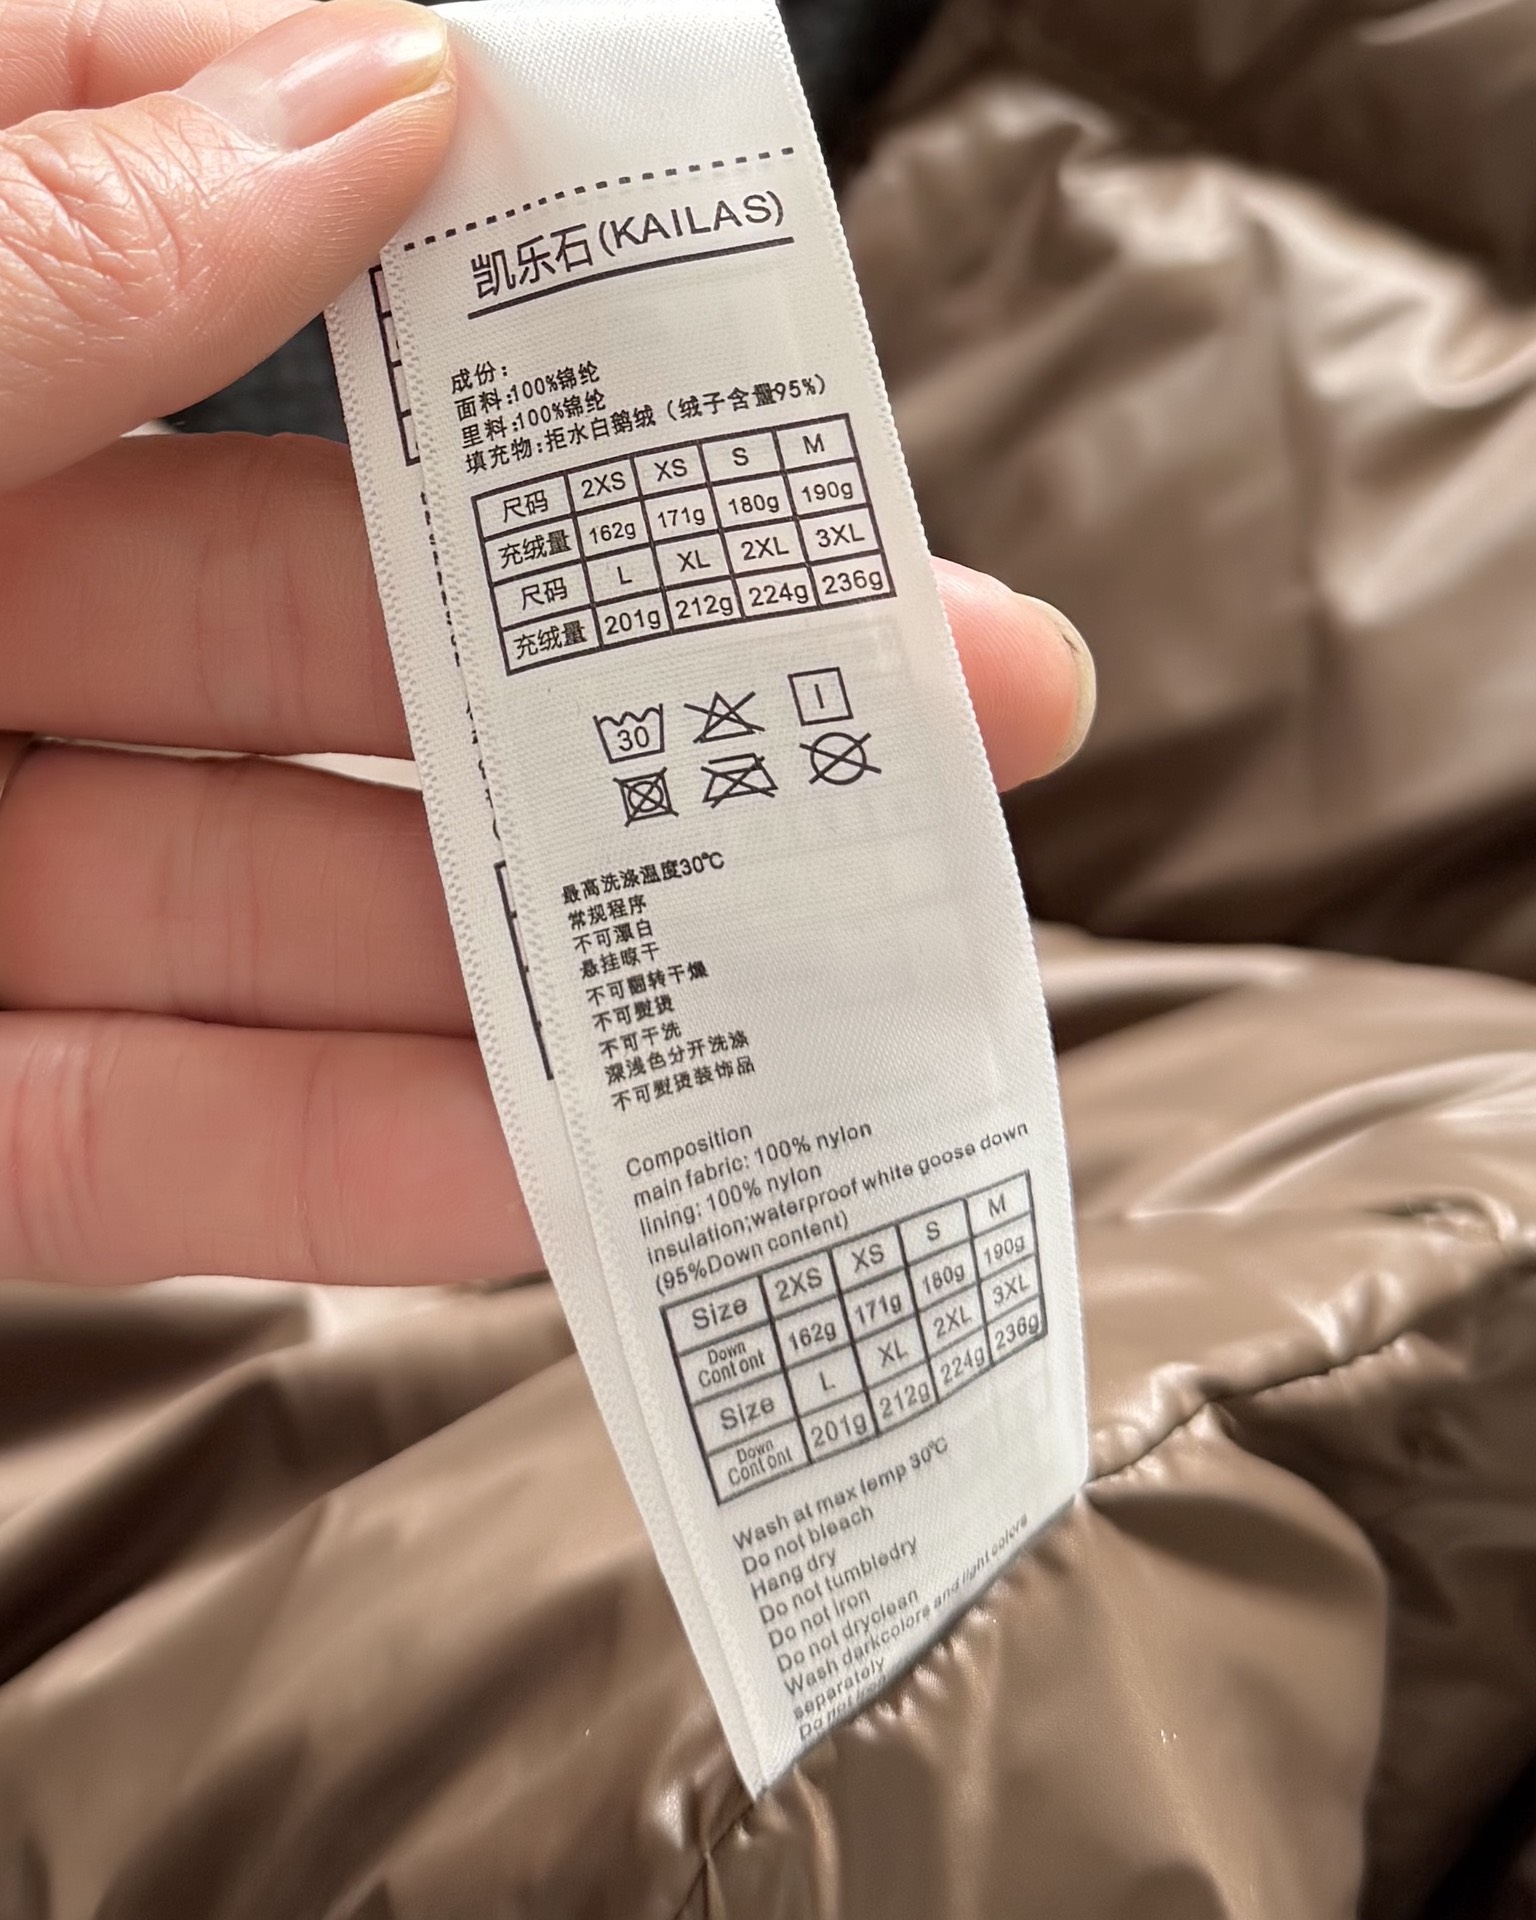 凯乐石(KAILAS)
成份:
面料:100%锦纶
里料:100%锦纶
填充物:拒水白鹅绒(绒子含量95%)
尺码 2XS XS S M
充绒量 162g 171g 180g 190g
尺码 L XL 2XL 3XL
充绒量 201g 212g 224g 236g
30
最高洗涤温度30℃
常规程序
不可漂白
悬挂晾干
不可翻转干燥
不可熨烫
不可干洗
深浅色分开洗涤
不可熨烫装饰品
Composition
main fabric: 100% nylon
lining: 100% nylon
insulation;waterproof white goose down
(95%Down content)
Size 2XS XS S M
Down
Contont 162g 171g 180g 190g
Size L XL 2XL 3XL
Down
Contont 201g 212g 224g 236g
Wash at max temp 30℃
Do not bleach
Hang dry
Do not tumbledry
Do not iron
Do not dryclean
Wash darkcolors and light colors
separately
Do not